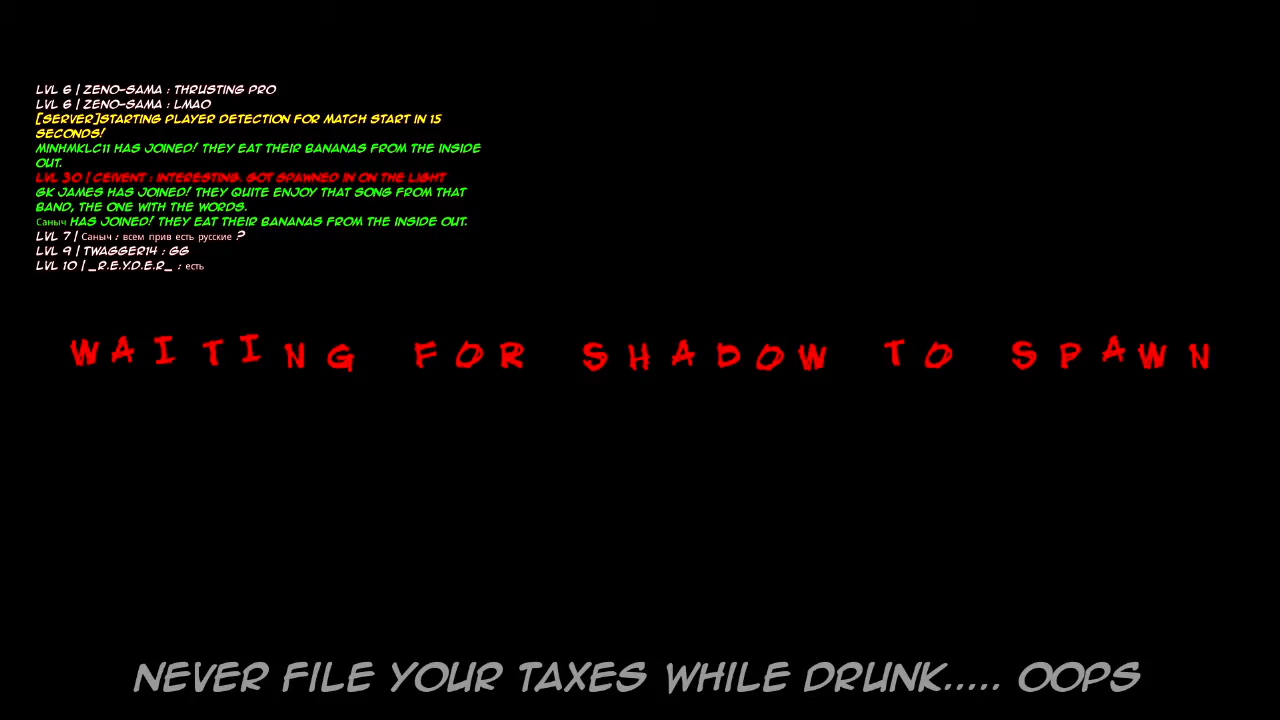 LVL 6 | ZENO-SAMA : THRUSTING PRO
LVL 6 | ZENO-SAMA : LMAO
[SERVER]STARTING PLAYER DETECTION FOR MATCH START IN 15
SECONDS!
MINHMKLC11 HAS JOINED! THEY EAT THEIR BANANAS FROM THE INSIDE
OUT.
LVL 30 | CEIVENT : INTERESTING. GOT SPAWNED IN ON THE LIGHT
GK JAMES HAS JOINED! THEY QUITE ENJOY THAT SONG FROM THAT
BAND, THE ONE WITH THE WORDS.
Саныч HAS JOINED! THEY EAT THEIR BANANAS FROM THE INSIDE OUT.
LVL 7 | Саныч : всем прив есть русские ?
LVL 9 | TWAGGER14 : GG
LVL 10 | _R.E.Y.D.E.R_ : есть
WAITING FOR SHADOW TO SPAWN
NEVER FILE YOUR TAXES WHILE DRUNK..... OOPS